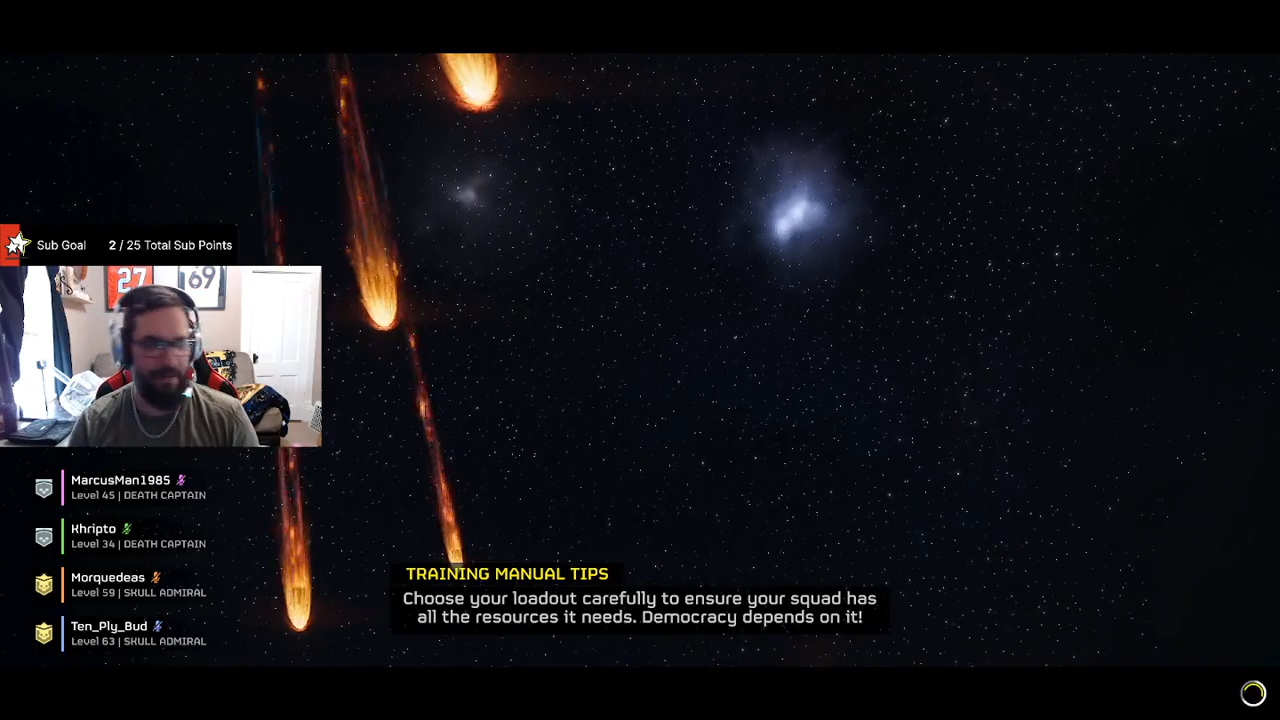 Sub Goal 2 / 25 Total Sub Points
27
69
MarcusMan1985
Level 45 | DEATH CAPTAIN
Khripto
Level 34 | DEATH CAPTAIN
Morquedeas
Level 59 | SKULL ADMIRAL
Ten_Ply_Bud
Level 63 | SKULL ADMIRAL
TRAINING MANUAL TIPS
Choose your loadout carefully to ensure your squad has
all the resources it needs. Democracy depends on it!